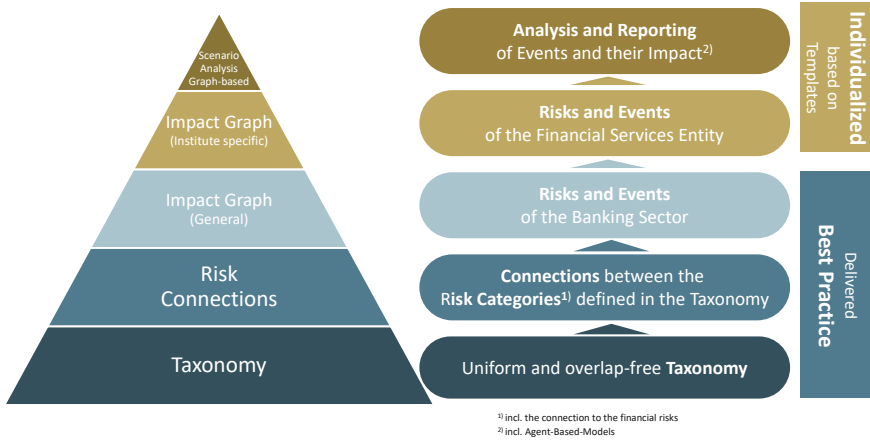 Scenario
Analysis
Graph-based
Impact Graph
(Institute specific)
Impact Graph
(General)
Risk
Connections
Taxonomy
Analysis and Reporting
of Events and their Impact2)
Risks and Events
of the Financial Services Entity
Risks and Events
of the Banking Sector
Connections between the
Risk Categories1) defined in the Taxonomy
Uniform and overlap-free Taxonomy
Individualized
based on
Templates
Delivered
Best Practice
1) incl. the connection to the financial risks
2) incl. Agent-Based-Models